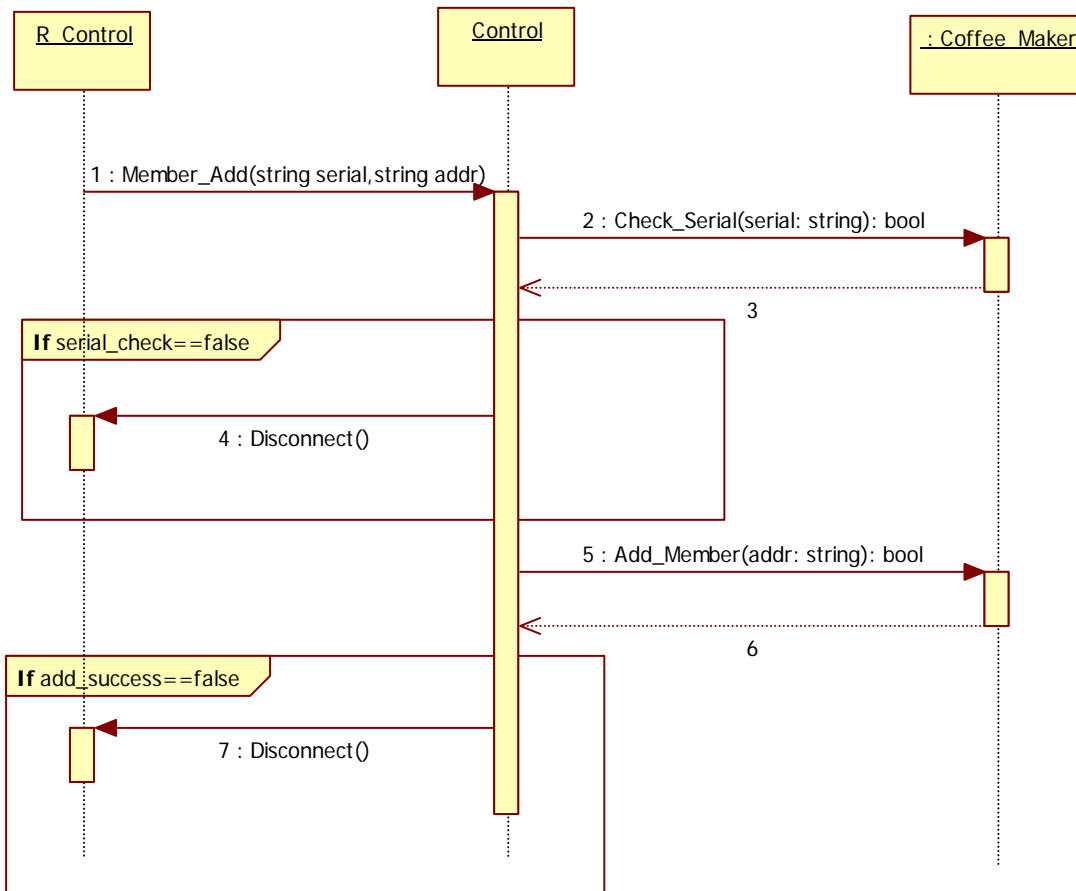 R_Control
Control
: Coffee_Maker
1 : Member_Add(string serial,string addr)
2 : Check_Serial(serial: string): bool
3
If serial_check==false
4 : Disconnect()
5 : Add_Member(addr: string): bool
6
If add_success==false
7 : Disconnect()